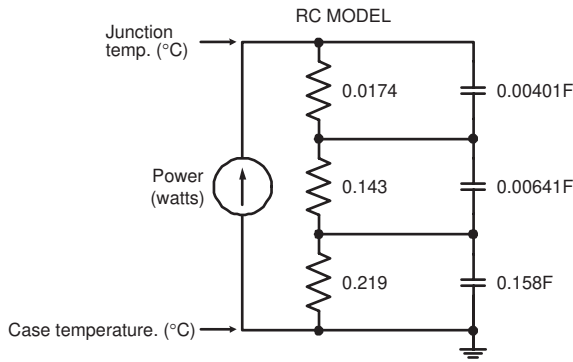 RC MODEL
Junction
temp. (°C)
0.0174
0.00401F
Power
(watts)
0.143
0.00641F
0.219
0.158F
Case temperature. (°C)